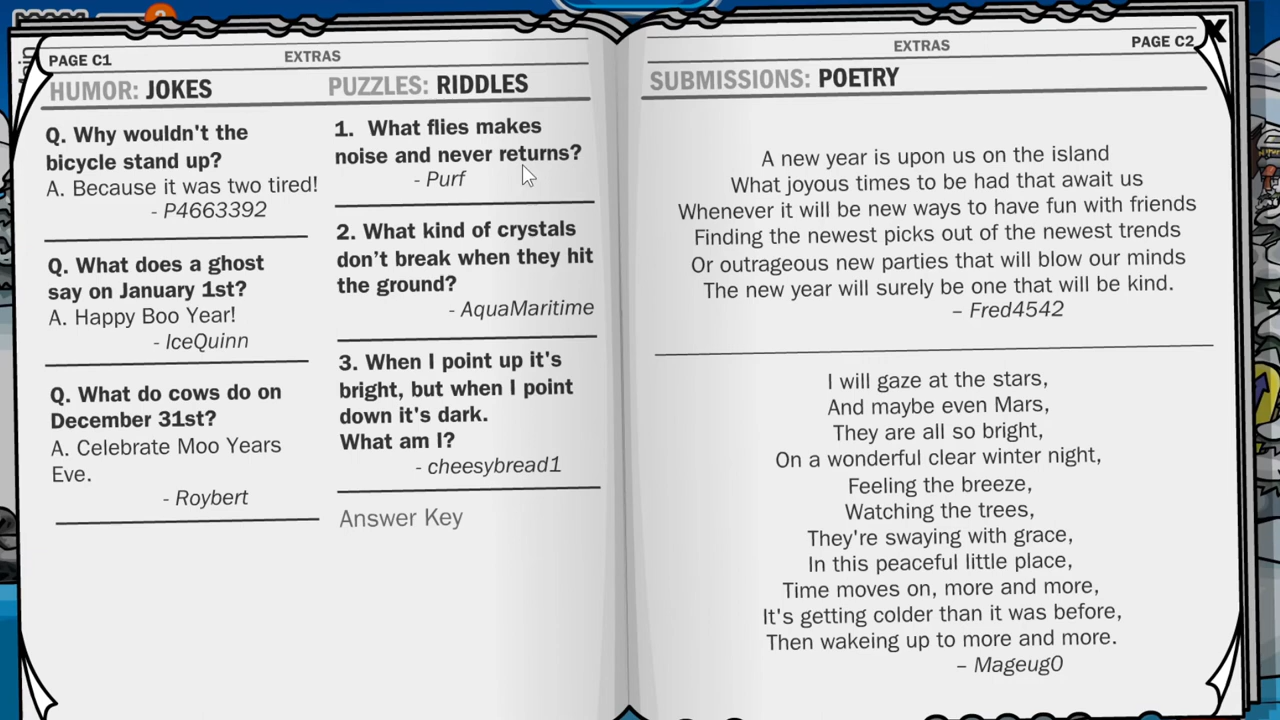 PAGE C1
EXTRAS
HUMOR: JOKES
Q. Why wouldn't the
bicycle stand up?
A. Because it was two tired!
- P4663392
Q. What does a ghost
say on January 1st?
A. Happy Boo Year!
- IceQuinn
Q. What do cows do on
December 31st?
A. Celebrate Moo Years
Eve.
- Roybert
PUZZLES: RIDDLES
1. What flies makes
noise and never returns?
- Purf
2. What kind of crystals
don't break when they hit
the ground?
- AquaMaritime
3. When I point up it's
bright, but when I point
down it's dark.
What am I?
- cheesybread1
Answer Key
EXTRAS
PAGE C2
X
SUBMISSIONS: POETRY
A new year is upon us on the island
What joyous times to be had that await us
Whenever it will be new ways to have fun with friends
Finding the newest picks out of the newest trends
Or outrageous new parties that will blow our minds
The new year will surely be one that will be kind.
– Fred4542
I will gaze at the stars,
And maybe even Mars,
They are all so bright,
On a wonderful clear winter night,
Feeling the breeze,
Watching the trees,
They're swaying with grace,
In this peaceful little place,
Time moves on, more and more,
It's getting colder than it was before,
Then wakeing up to more and more.
– Mageug0